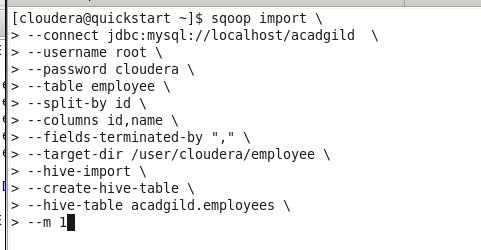 [cloudera@quickstart ~]$ sqoop import \
> --connect jdbc:mysql://localhost/acadgild  \
> --username root \
> --password cloudera \
> --table employee \
> --split-by id \
> --columns id,name \
> --fields-terminated-by "," \
> --target-dir /user/cloudera/employee \
> --hive-import \
> --create-hive-table \
> --hive-table acadgild.employees \
> --m 1